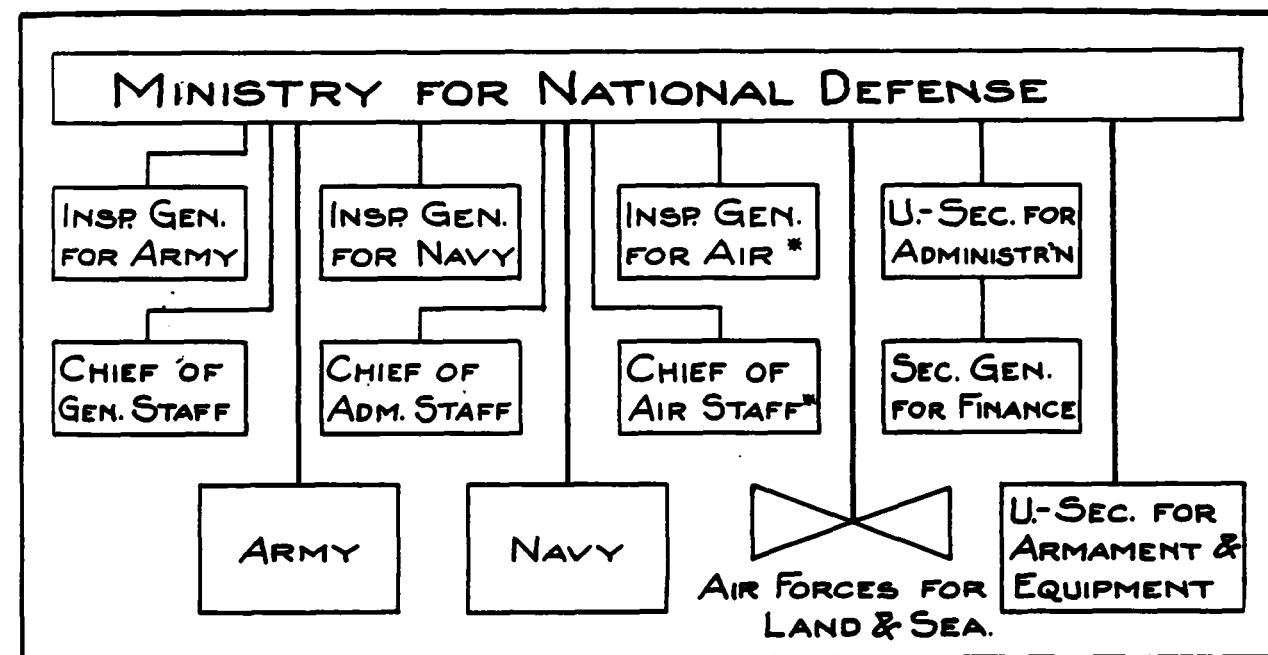 MINISTRY FOR NATIONAL DEFENSE
INSP. GEN.
FOR ARMY
INSP. GEN.
FOR NAVY
INSP. GEN.
FOR AIR *
U.-SEC. FOR
ADMINISTR'N
CHIEF OF
GEN. STAFF
CHIEF OF
ADM. STAFF
CHIEF OF
AIR STAFF*
SEC. GEN.
FOR FINANCE
ARMY
NAVY
AIR FORCES FOR
LAND & SEA.
U.-SEC. FOR
ARMAMENT &
EQUIPMENT